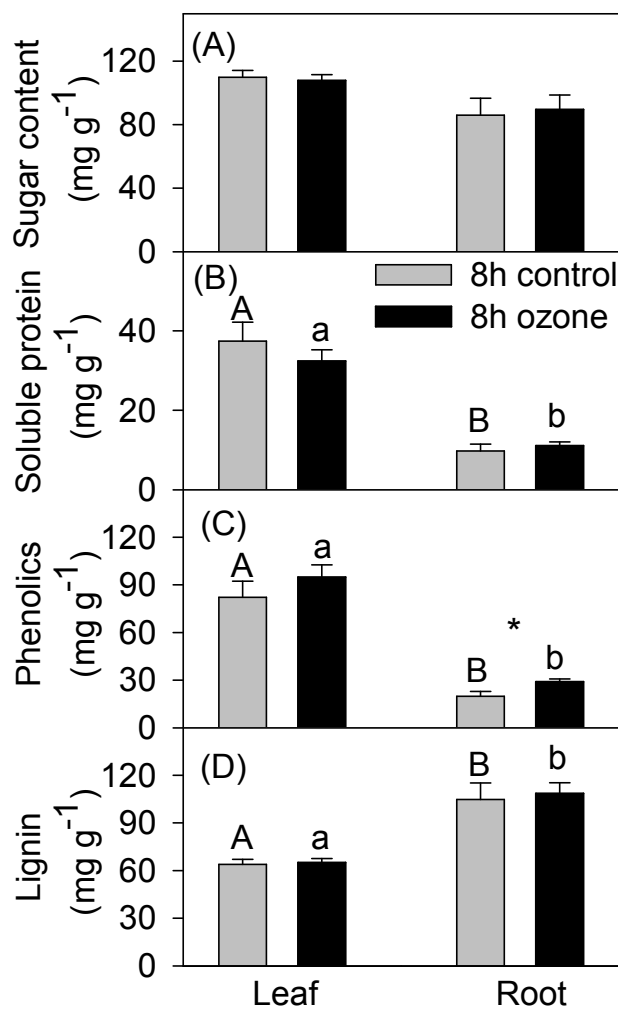 (A)
Sugar content
(mg g⁻¹)
120
80
40
0
(B)
8h control
8h ozone
Soluble protein
(mg g⁻¹)
40
20
0
A
a
B
b
(C)
Phenolics
(mg g⁻¹)
120
90
60
30
0
A
a
*
B
b
(D)
Lignin
(mg g⁻¹)
120
90
60
30
0
A
a
B
b
Leaf
Root